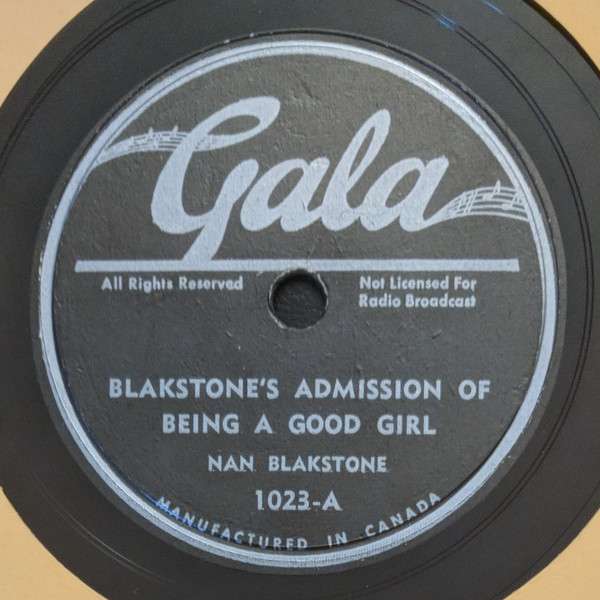 Gala
All Rights Reserved
Not Licensed For
Radio Broadcast
BLAKSTONE'S ADMISSION OF
BEING A GOOD GIRL
NAN BLAKSTONE
1023-A
MANUFACTURED IN CANADA